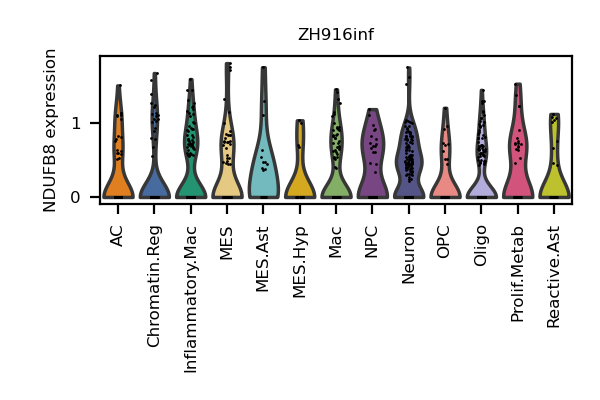 ZH916inf
NDUFB8 expression
1
0
AC
Chromatin.Reg
Inflammatory.Mac
MES
MES.Ast
MES.Hyp
Mac
NPC
Neuron
OPC
Oligo
Prolif.Metab
Reactive.Ast